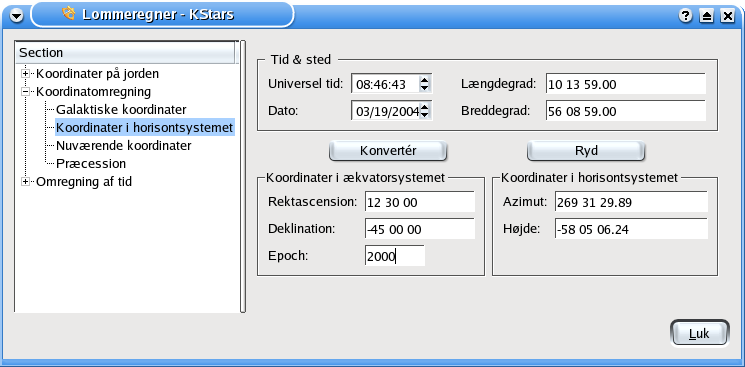 Lommeregner - KStars
Section
Koordinater på jorden
Koordinatomregning
Galaktiske koordinater
Koordinater i horisontsystemet
Nuværende koordinater
Præcession
Omregning af tid
Tid & sted
Universel tid: 08:46:43 Længdegrad: 10 13 59.00
Dato: 03/19/2004 Breddegrad: 56 08 59.00
Konvertér Ryd
Koordinater i ækvatorsystemet
Rektascension: 12 30 00
Deklination: -45 00 00
Epoch: 2000
Koordinater i horisontsystemet
Azimut: 269 31 29.89
Højde: -58 05 06.24
Luk